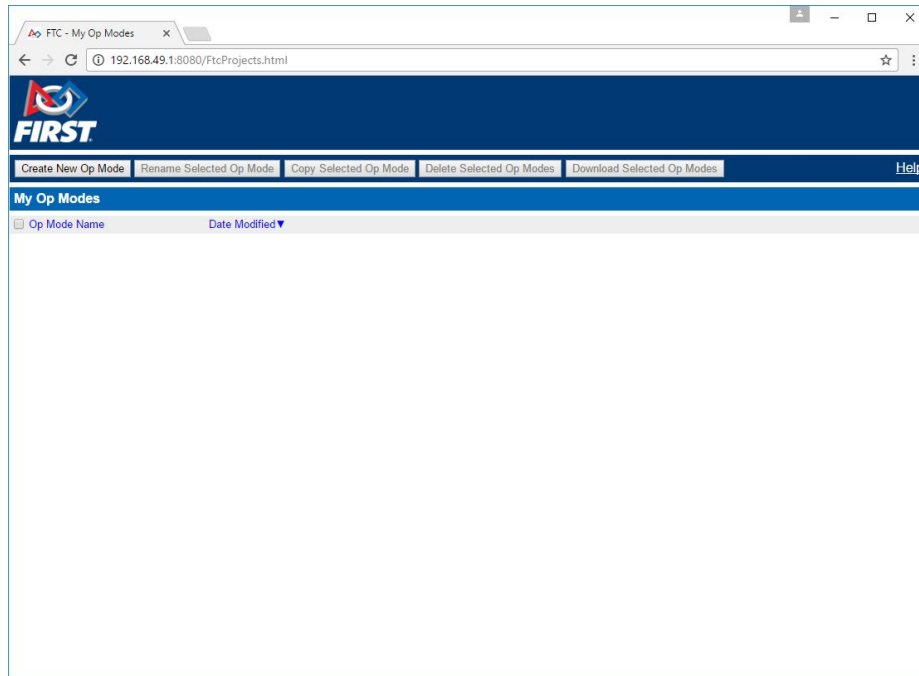 FTC - My Op Modes
192.168.49.1:8080/FtcProjects.html
FIRST
Create New Op Mode Rename Selected Op Mode Copy Selected Op Mode Delete Selected Op Modes Download Selected Op Modes Help
My Op Modes
Op Mode Name Date Modified▼